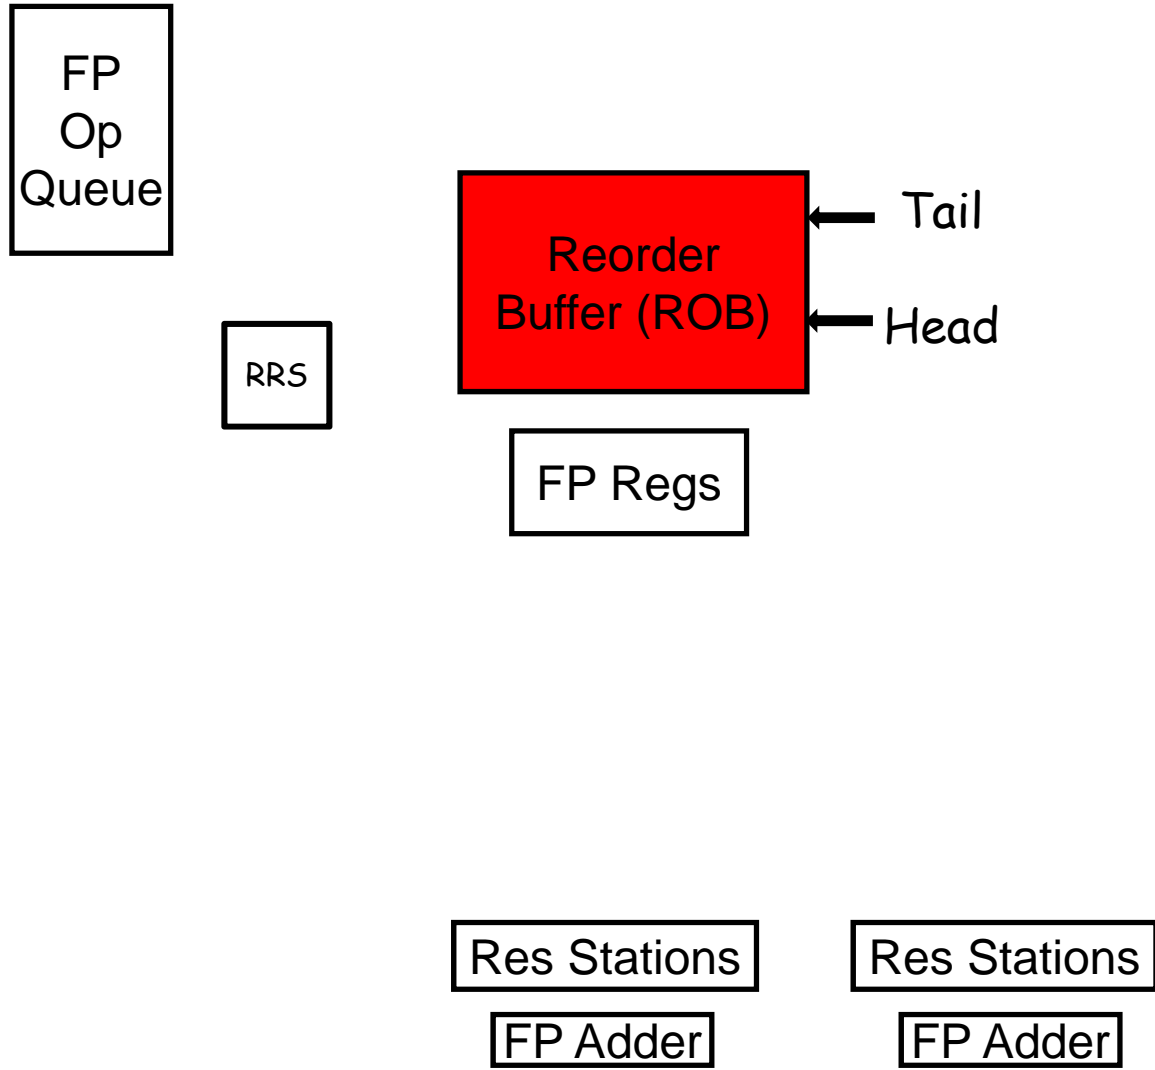 FP
Op
Queue
Reorder
Buffer (ROB)
Tail
Head
RRS
FP Regs
Res Stations
Res Stations
FP Adder
FP Adder